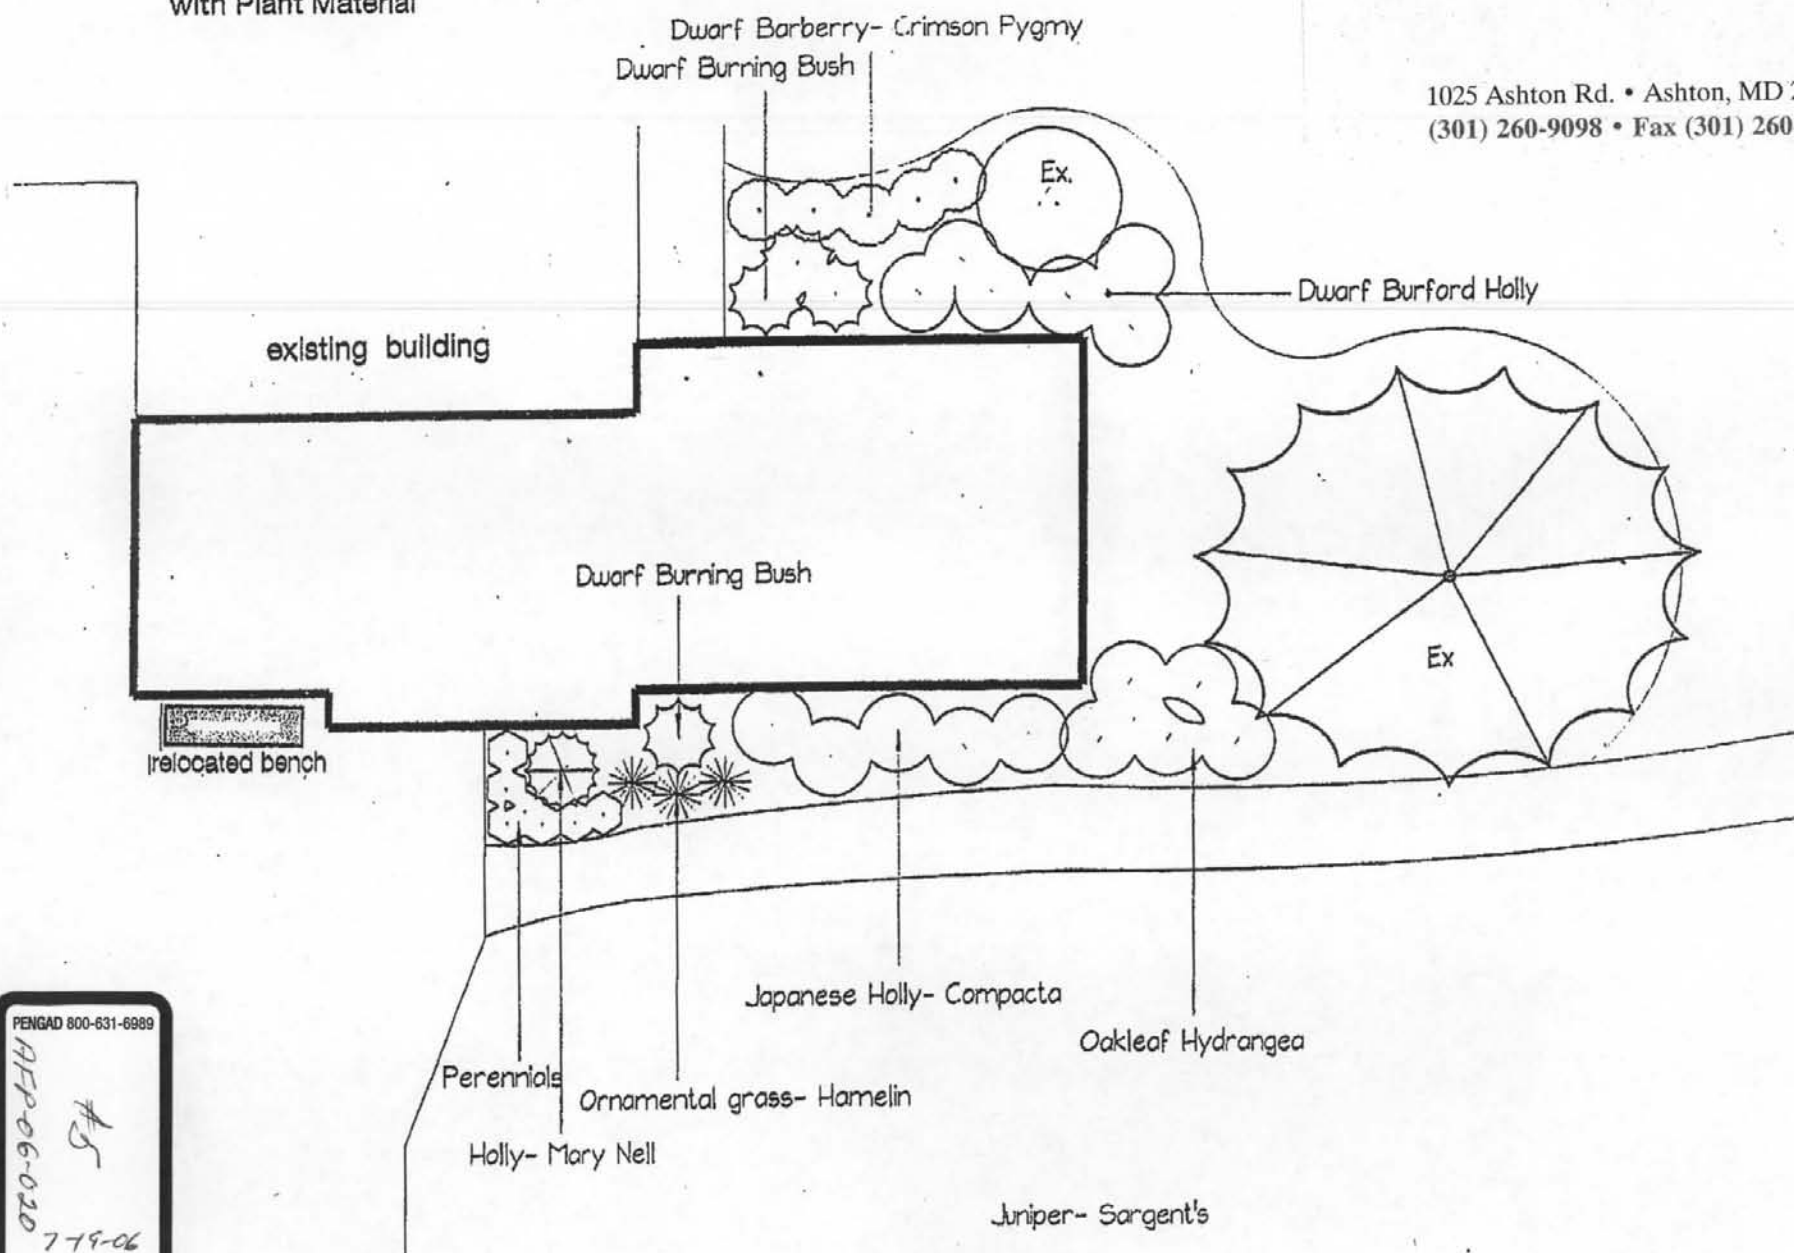 with Plant Material
Dwarf Barberry- Crimson Pygmy
Dwarf Burning Bush
1025 Ashton Rd. • Ashton, MD
(301) 260-9098 • Fax (301) 260
Ex.
Dwarf Burford Holly
existing building
Dwarf Burning Bush
Ex
relocated bench
Japanese Holly- Compacta
Oakleaf Hydrangea
Perennials
Ornamental grass- Hamelin
Holly- Mary Nell
Juniper- Sargent's
PENGAD 800-631-6989
#5
AFP-06-020
7-19-06